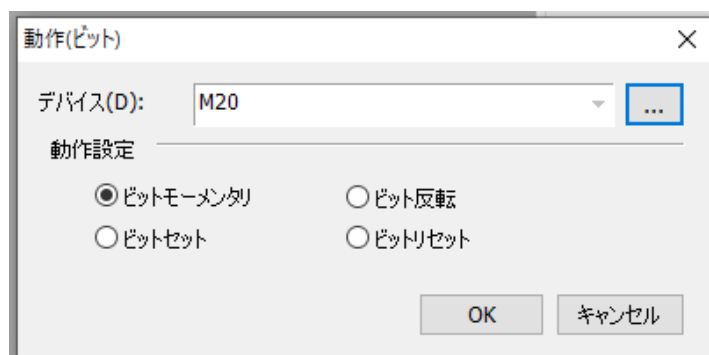 動作(ビット)
デバイス(D): M20 ...
動作設定
ビットモーメンタリ ビット反転
ビットセット ビットリセット
OK キャンセル